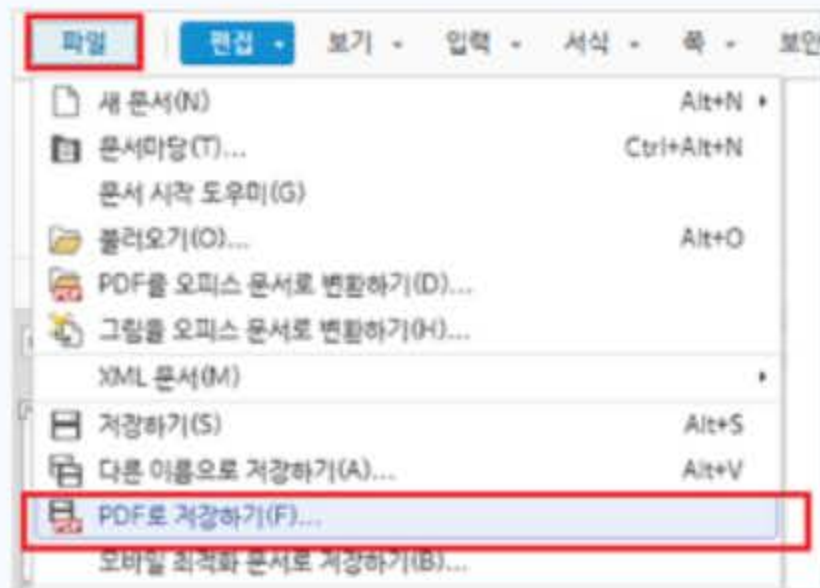 파일 편집 보기 입력 서식 쪽 보안
새 문서(N) Alt+N
문서마당(T)... Ctrl+Alt+N
문서 시작 도우미(G)
불러오기(O)... Alt+O
PDF를 오피스 문서로 변환하기(D)...
그림을 오피스 문서로 변환하기(H)...
XML 문서(M)
저장하기(S) Alt+S
다른 이름으로 저장하기(A)... Alt+V
PDF로 저장하기(F)...
모바일 최적화 문서로 저장하기(B)...